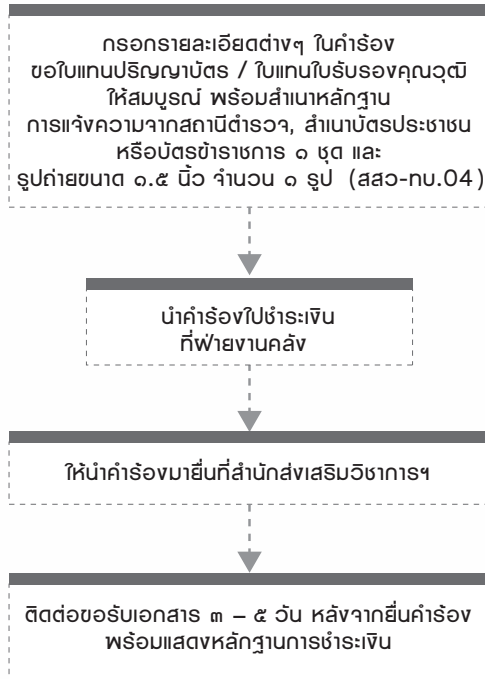 กรอกรายละเอียดต่างๆ ในคำร้อง
ขอใบแทนปริญญาบัตร / ใบแทนใบรับรองคุณวุฒิ
ให้สมบูรณ์ พร้อมสำเนาหลักฐาน
การแจ้งความจากสถานีตำรวจ, สำเนาบัตรประชาชน
หรือบัตรข้าราชการ ๑ ชุด และ
รูปถ่ายขนาด ๑.๕ นิ้ว จำนวน ๑ รูป (สสว-ทบ.04)
นำคำร้องไปชำระเงิน
ที่ฝ่ายงานคลัง
ให้นำคำร้องมายื่นที่สำนักส่งเสริมวิชาการฯ
ติดต่อขอรับเอกสาร ๓ – ๕ วัน หลังจากยื่นคำร้อง
พร้อมแสดงหลักฐานการชำระเงิน